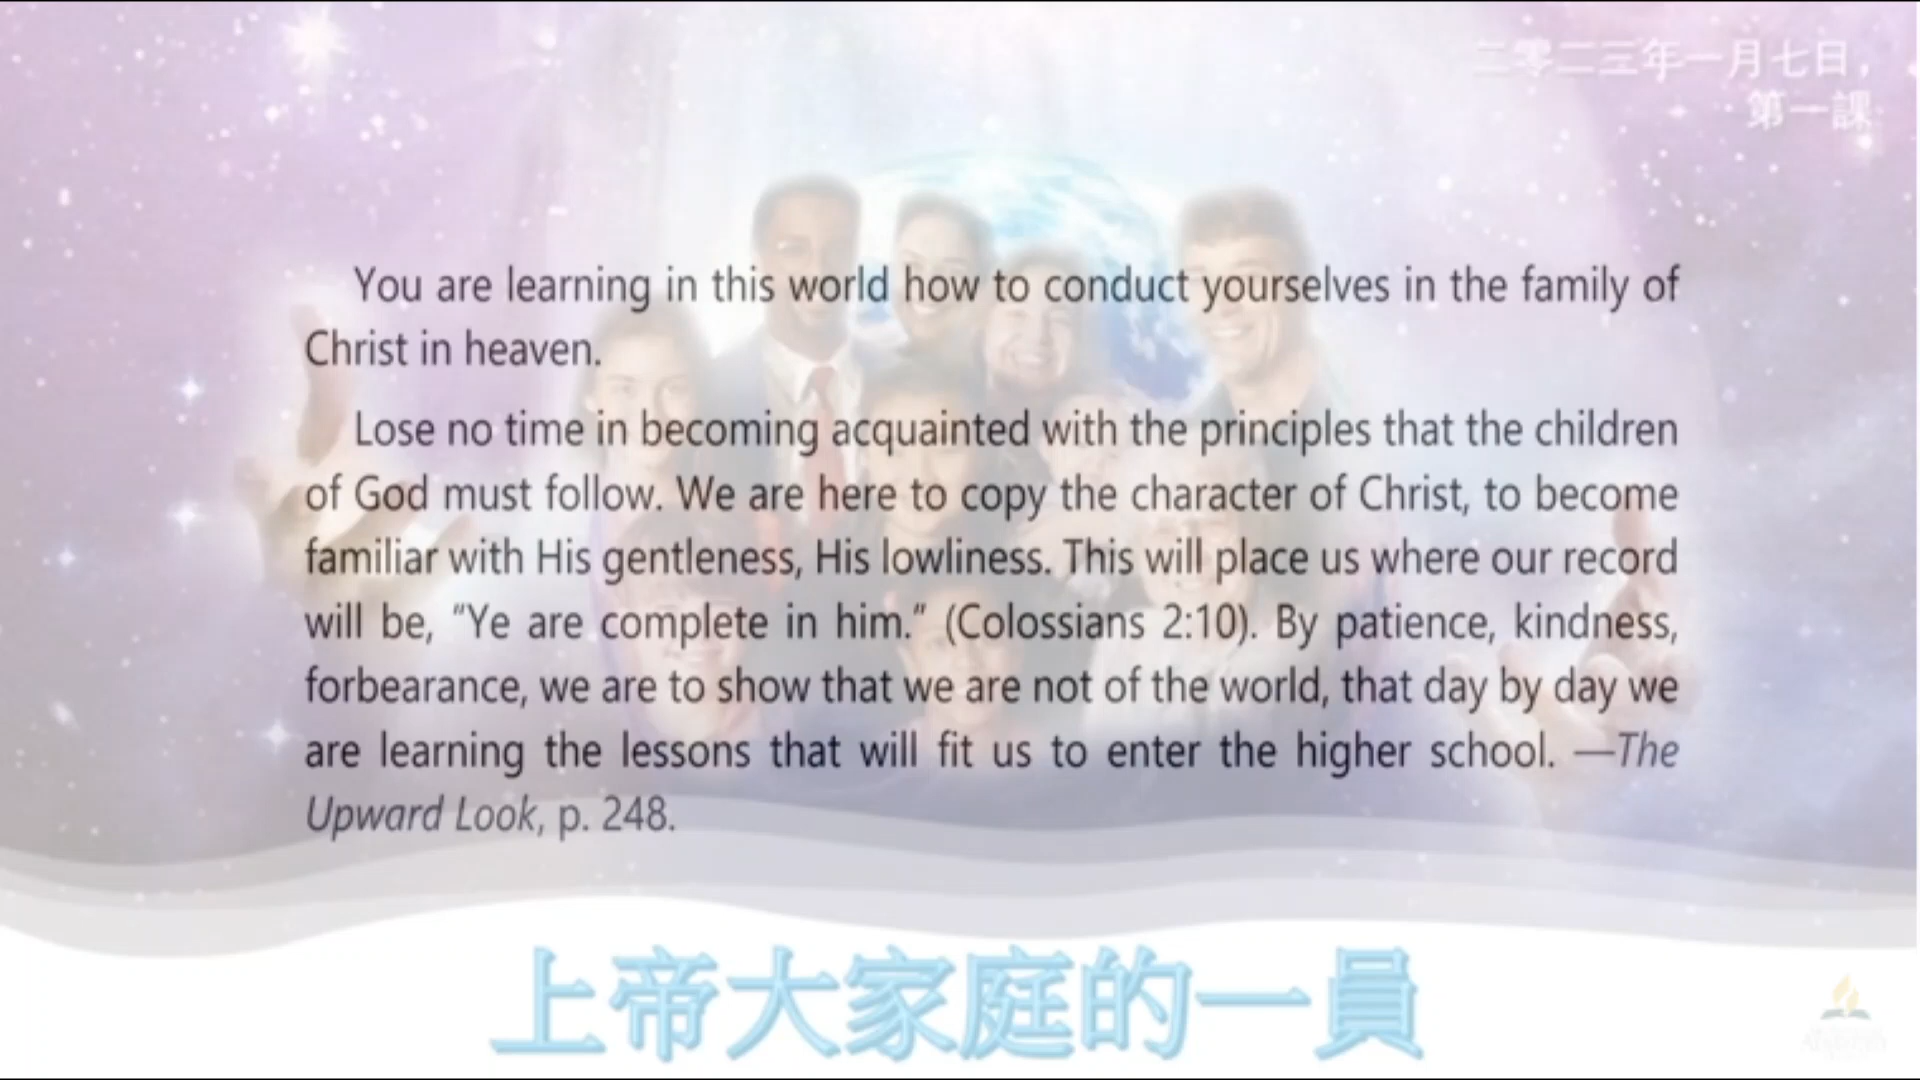 二零二三年一月七日，
第一課
You are learning in this world how to conduct yourselves in the family of
Christ in heaven.
Lose no time in becoming acquainted with the principles that the children
of God must follow. We are here to copy the character of Christ, to become
familiar with His gentleness, His lowliness. This will place us where our record
will be, “Ye are complete in him.” (Colossians 2:10). By patience, kindness,
forbearance, we are to show that we are not of the world, that day by day we
are learning the lessons that will fit us to enter the higher school. —The
Upward Look, p. 248.
上帝大家庭的一員